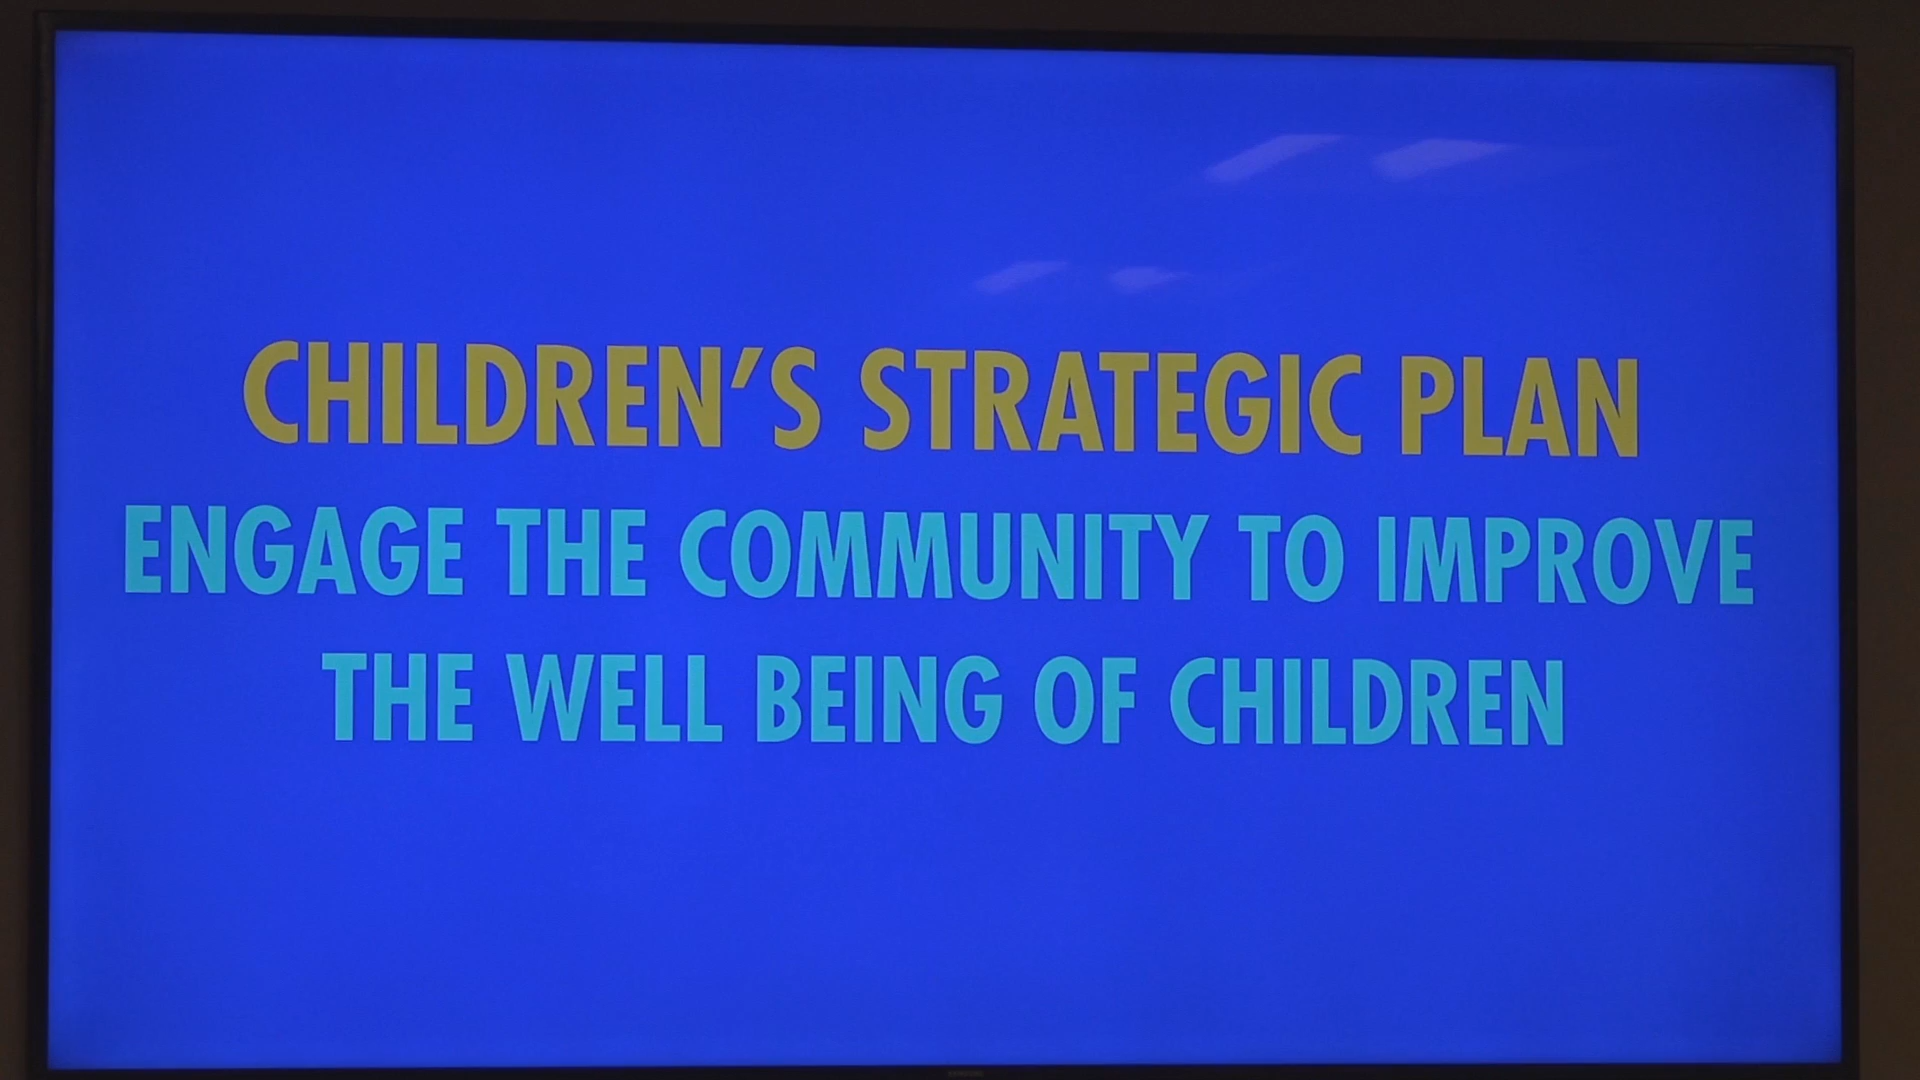 CHILDREN'S STRATEGIC PLAN
ENGAGE THE COMMUNITY TO IMPROVE
THE WELL BEING OF CHILDREN